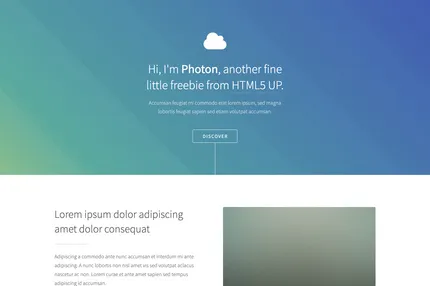 Hi, I'm Photon, another fine
little freebie from HTML5 UP.
Accumsan feugiat mi commodo erat lorem ipsum, sed magna
lobortis feugiat sapien sed etiam volutpat accumsan.
DISCOVER
Lorem ipsum dolor adipiscing
amet dolor consequat
Adipiscing a commodo ante nunc accumsan et interdum mi ante
adipiscing. A nunc lobortis non nisl amet vis sed volutpat aclacus
nascetur ac non. Lorem curae et ante amet sapien sed tempus
adipiscing id accumsan.